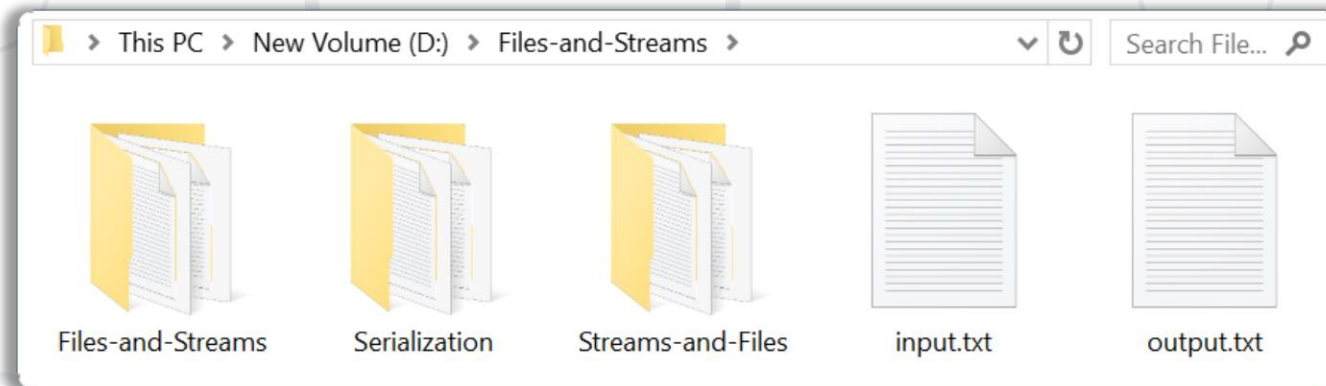 This PC > New Volume (D:) > Files-and-Streams >
Search File...
Files-and-Streams
Serialization
Streams-and-Files
input.txt
output.txt